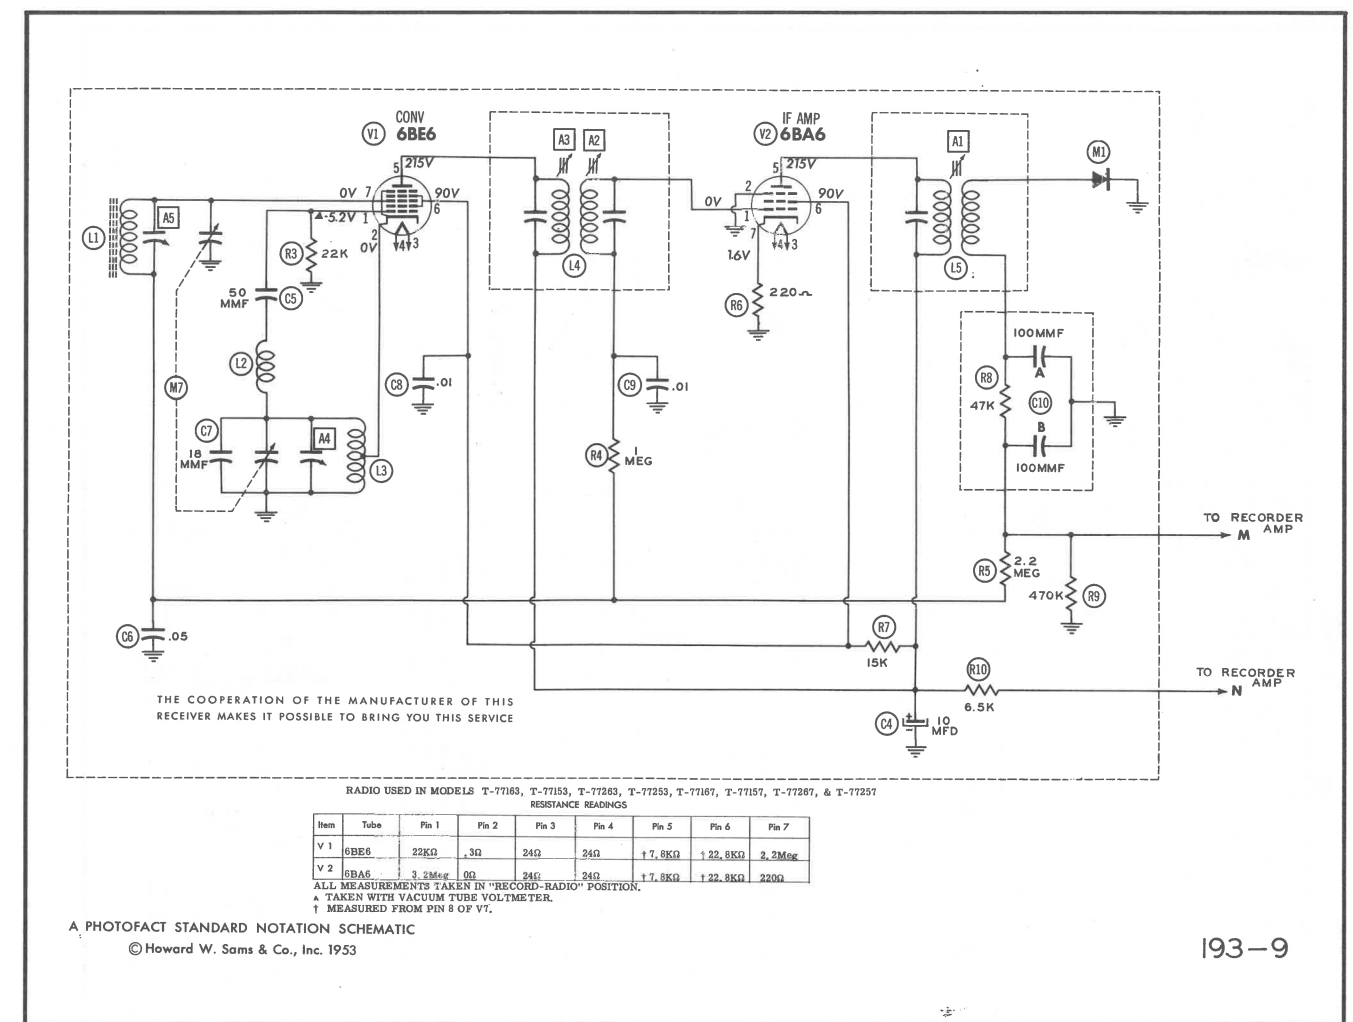 CONV
V1 6BE6
IF AMP
V2 6BA6
A3 A2
A1
M1
5 215V
5 215V
0V 7
90V
6
-5.2V
1
2
0V
4 3
0V
2
1
7
90V
6
4 3
1.6V
L1
A5
R3 22K
L4
L5
50
MMF
C5
R6 220Ω
100MMF
A
L2
M7
C8 .01
C9 .01
R8
47K
C10
B
100MMF
C7
18
MMF
A4
L3
R4 1
MEG
TO RECORDER
M AMP
R5 2.2
MEG
470K R9
C6 .05
R7
15K
R10
6.5K
TO RECORDER
N AMP
C4 + 10
MFD
THE COOPERATION OF THE MANUFACTURER OF THIS
RECEIVER MAKES IT POSSIBLE TO BRING YOU THIS SERVICE
RADIO USED IN MODELS T-77163, T-77153, T-77263, T-77253, T-77167, T-77157, T-77267, & T-77257
RESISTANCE READINGS
Item Tube Pin 1 Pin 2 Pin 3 Pin 4 Pin 5 Pin 6 Pin 7
V 1 6BE6 22KΩ .3Ω 24Ω 24Ω †7.8KΩ †22.8KΩ 2.2Meg
V 2 6BA6 3.2Meg 0Ω 24Ω 24Ω †7.8KΩ †22.8KΩ 220Ω
ALL MEASUREMENTS TAKEN IN "RECORD-RADIO" POSITION.
▲ TAKEN WITH VACUUM TUBE VOLTMETER.
† MEASURED FROM PIN 8 OF V7.
A PHOTOFACT STANDARD NOTATION SCHEMATIC
© Howard W. Sams & Co., Inc. 1953
193-9